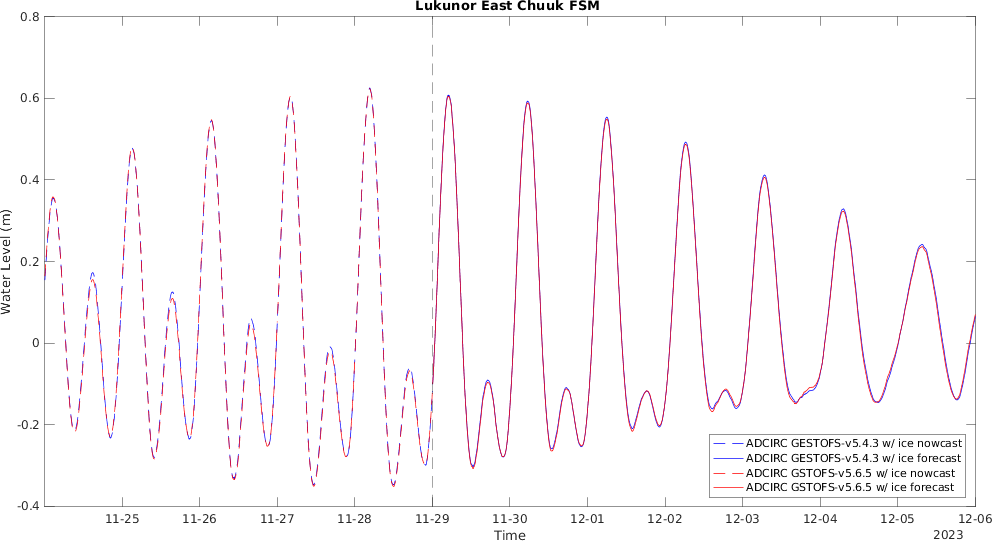 Lukunor East Chuuk FSM
0.8
0.6
0.4
0.2
0
-0.2
-0.4
Water Level (m)
ADCIRC GESTOFS-v5.4.3 w/ ice nowcast
ADCIRC GESTOFS-v5.4.3 w/ ice forecast
ADCIRC GSTOFS-v5.6.5 w/ ice nowcast
ADCIRC GSTOFS-v5.6.5 w/ ice forecast
11-25 11-26 11-27 11-28 11-29 11-30 12-01 12-02 12-03 12-04 12-05 12-06
Time
2023